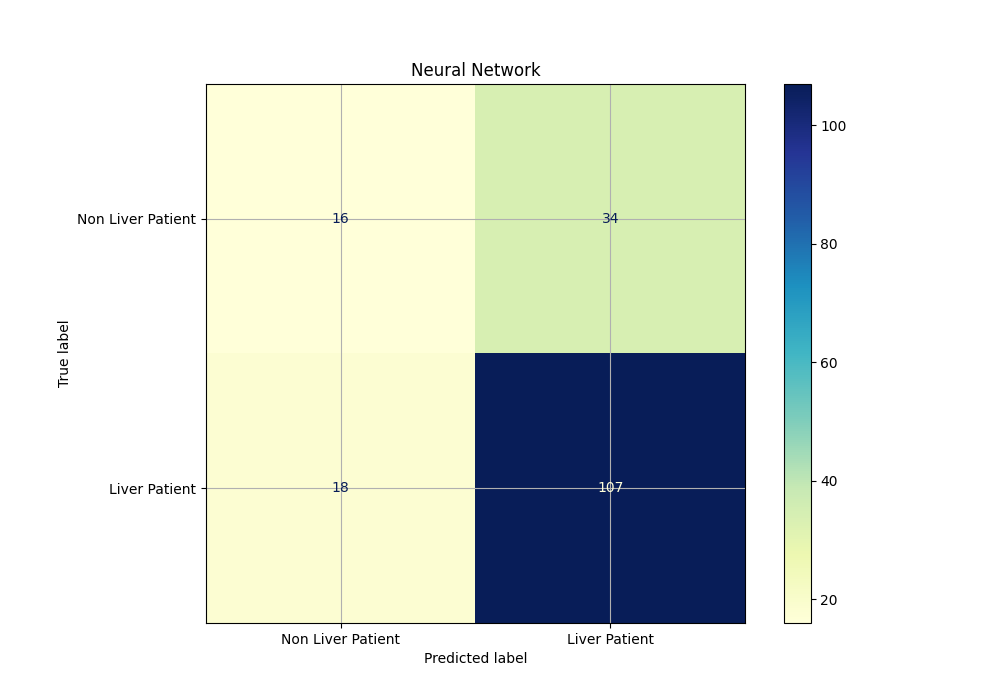 Neural Network
Non Liver Patient
16
34
Liver Patient
18
107
True label
Non Liver Patient
Liver Patient
Predicted label
100
80
60
40
20